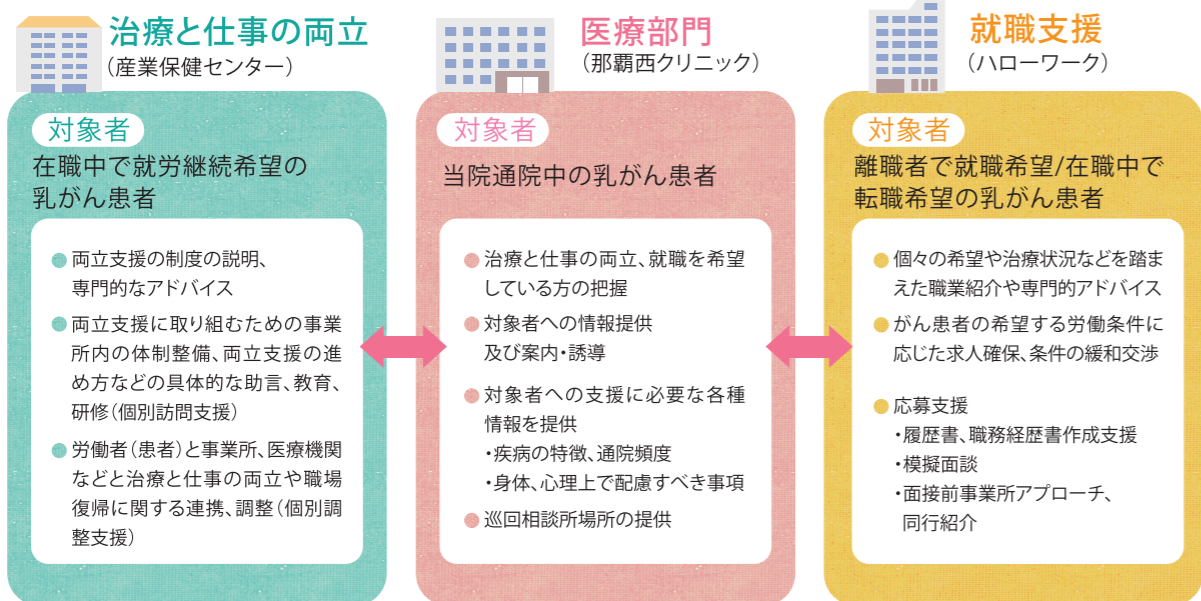 治療と仕事の両立
（産業保健センター）
対象者
在職中で就労継続希望の
乳がん患者
●両立支援の制度の説明、
専門的なアドバイス
●両立支援に取り組むための事業
所内の体制整備、両立支援の進
め方などの具体的な助言、教育、
研修（個別訪問支援）
●労働者（患者）と事業所、医療機関
などと治療と仕事の両立や職場
復帰に関する連携、調整（個別調
整支援）
医療部門
（那覇西クリニック）
対象者
当院通院中の乳がん患者
●治療と仕事の両立、就職を希望
している方の把握
●対象者への情報提供
及び案内・誘導
●対象者への支援に必要な各種
情報を提供
・疾病の特徴、通院頻度
・身体、心理上で配慮すべき事項
●巡回相談所場所の提供
就職支援
（ハローワーク）
対象者
離職者で就職希望/在職中で
転職希望の乳がん患者
●個々の希望や治療状況などを踏ま
えた職業紹介や専門的アドバイス
●がん患者の希望する労働条件に
応じた求人確保、条件の緩和交渉
●応募支援
・履歴書、職務経歴書作成支援
・模擬面談
・面接前事業所アプローチ、
同行紹介